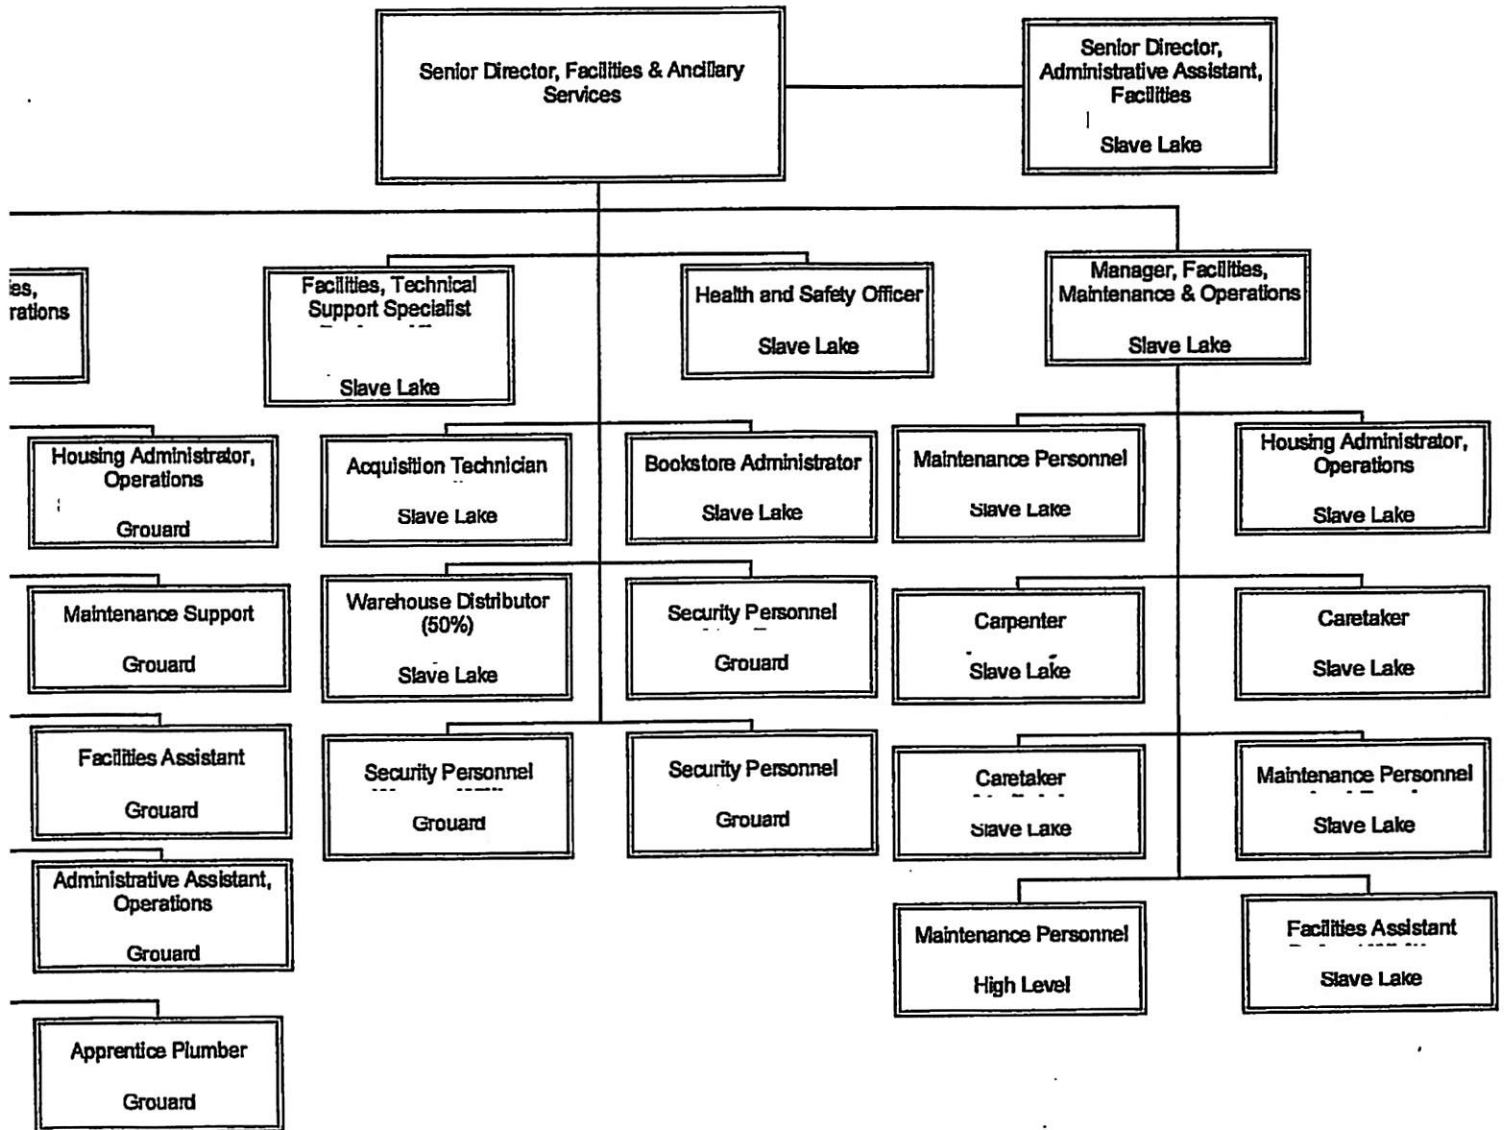 Senior Director, Facilities & Ancillary
Services
Senior Director,
Administrative Assistant,
Facilities
Slave Lake
es,
rations
Facilities, Technical
Support Specialist
Slave Lake
Health and Safety Officer
Slave Lake
Manager, Facilities,
Maintenance & Operations
Slave Lake
Housing Administrator,
Operations
Grouard
Acquisition Technician
Slave Lake
Bookstore Administrator
Slave Lake
Maintenance Personnel
Slave Lake
Housing Administrator,
Operations
Slave Lake
Maintenance Support
Grouard
Warehouse Distributor
(50%)
Slave Lake
Security Personnel
Grouard
Carpenter
Slave Lake
Caretaker
Slave Lake
Facilities Assistant
Grouard
Security Personnel
Grouard
Security Personnel
Grouard
Caretaker
Slave Lake
Maintenance Personnel
Slave Lake
Administrative Assistant,
Operations
Grouard
Maintenance Personnel
High Level
Facilities Assistant
Slave Lake
Apprentice Plumber
Grouard